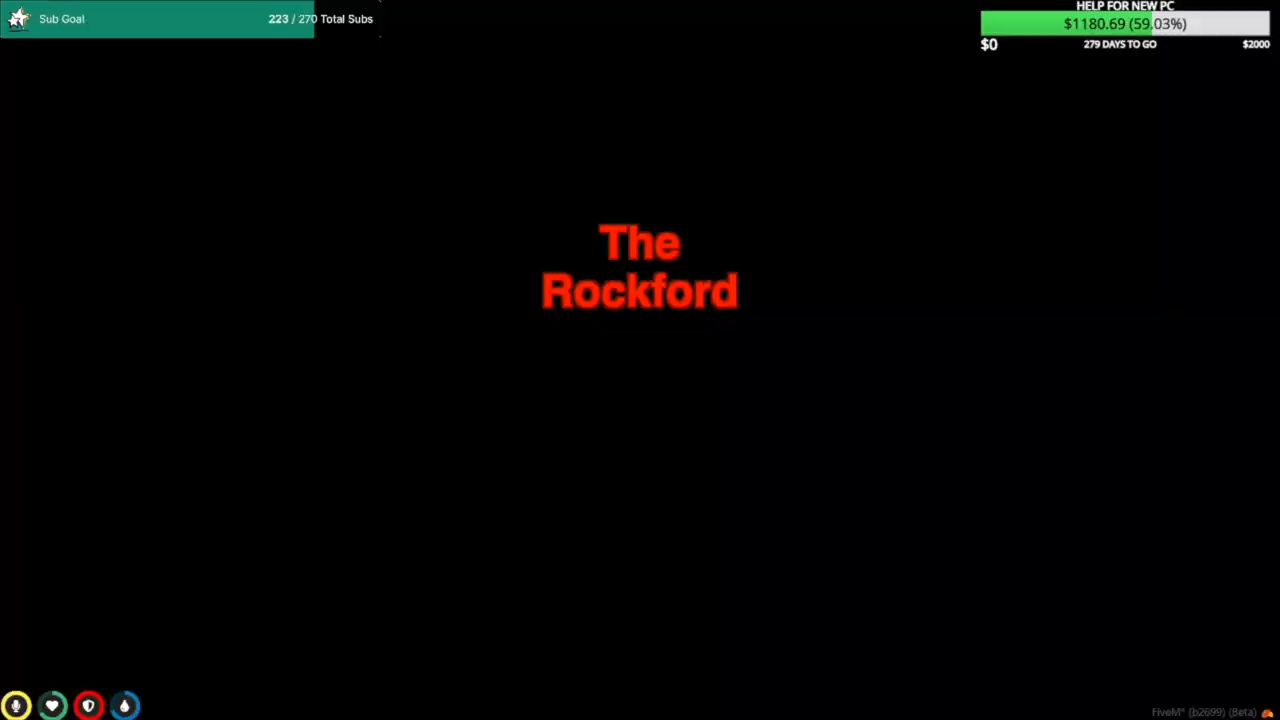 Sub Goal
223 / 270 Total Subs
HELP FOR NEW PC
$1180.69 (59.03%)
$0
279 DAYS TO GO
$2000
The
Rockford
FiveM* (b2699) (Beta)